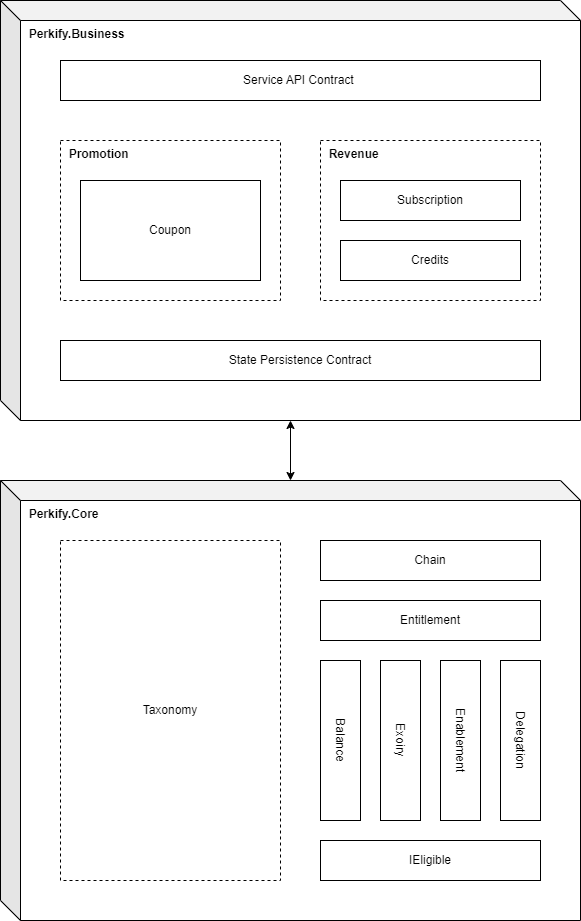 Perkify.Business
Service API Contract
Promotion
Coupon
Revenue
Subscription
Credits
State Persistence Contract
Perkify.Core
Taxonomy
Chain
Entitlement
Balance
Exoiry
Enablement
Delegation
IEligible